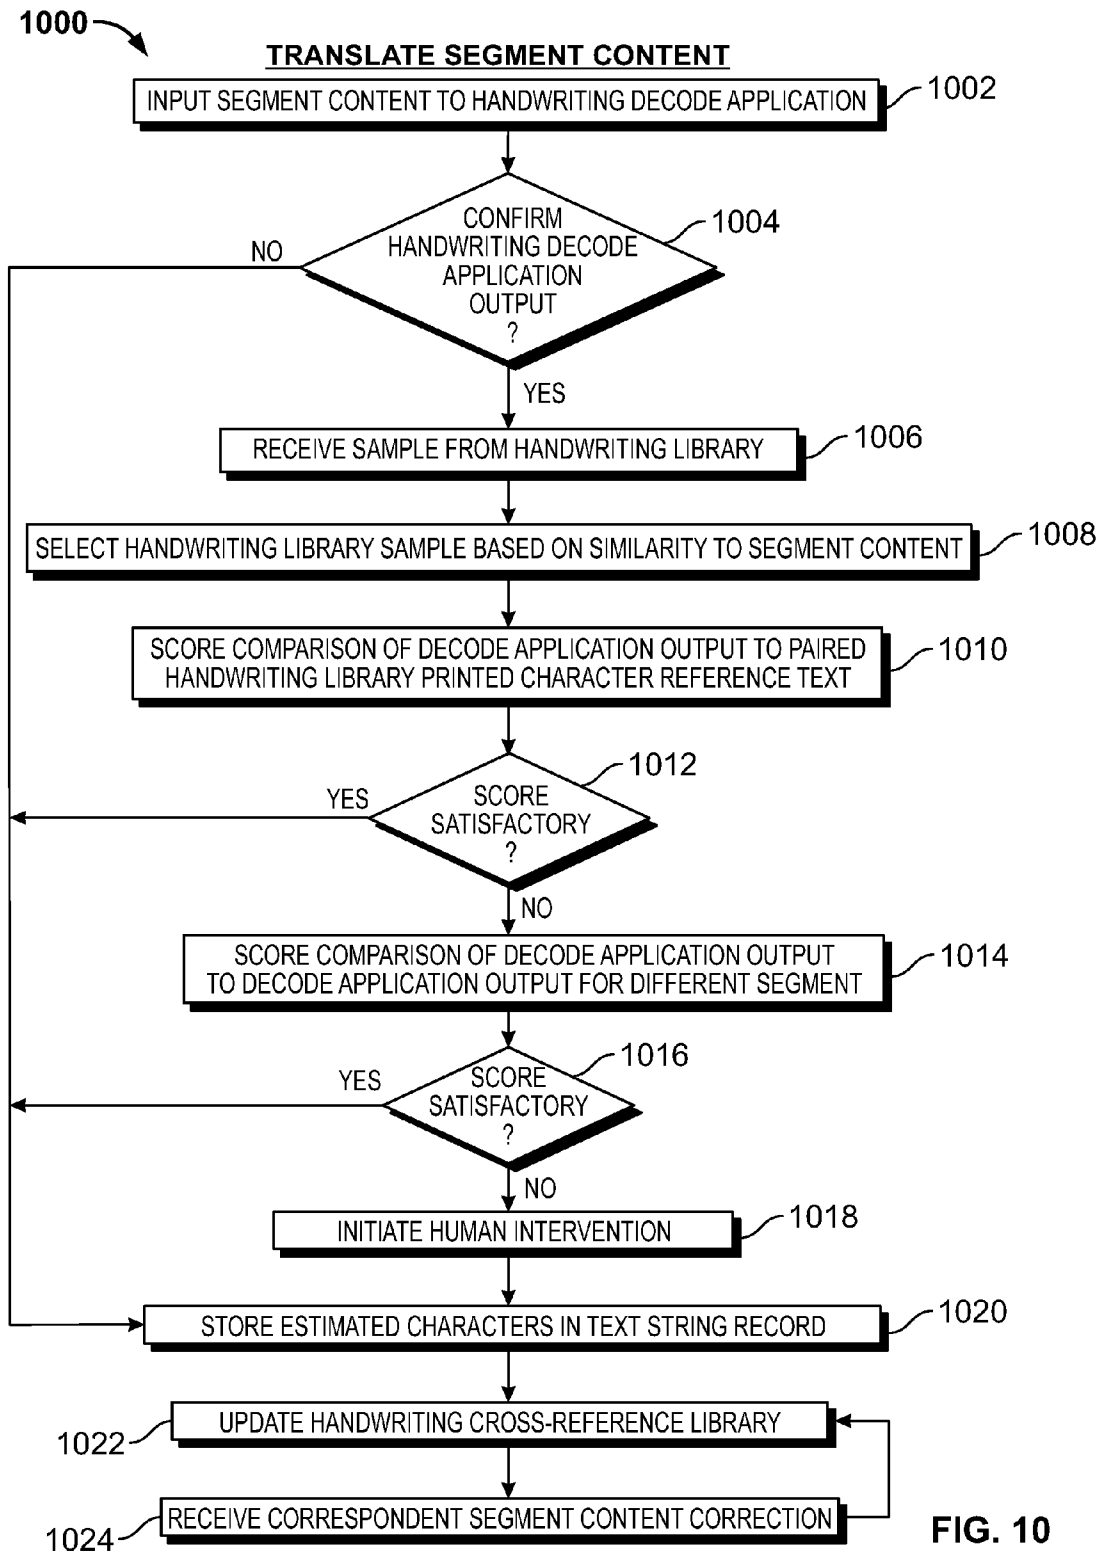 1000
TRANSLATE SEGMENT CONTENT
INPUT SEGMENT CONTENT TO HANDWRITING DECODE APPLICATION
1002
CONFIRM
HANDWRITING DECODE
APPLICATION
OUTPUT
?
1004
NO
YES
RECEIVE SAMPLE FROM HANDWRITING LIBRARY
1006
SELECT HANDWRITING LIBRARY SAMPLE BASED ON SIMILARITY TO SEGMENT CONTENT
1008
SCORE COMPARISON OF DECODE APPLICATION OUTPUT TO PAIRED
HANDWRITING LIBRARY PRINTED CHARACTER REFERENCE TEXT
1010
SCORE
SATISFACTORY
?
1012
YES
NO
SCORE COMPARISON OF DECODE APPLICATION OUTPUT
TO DECODE APPLICATION OUTPUT FOR DIFFERENT SEGMENT
1014
SCORE
SATISFACTORY
?
1016
YES
NO
INITIATE HUMAN INTERVENTION
1018
STORE ESTIMATED CHARACTERS IN TEXT STRING RECORD
1020
UPDATE HANDWRITING CROSS-REFERENCE LIBRARY
1022
RECEIVE CORRESPONDENT SEGMENT CONTENT CORRECTION
1024
FIG. 10